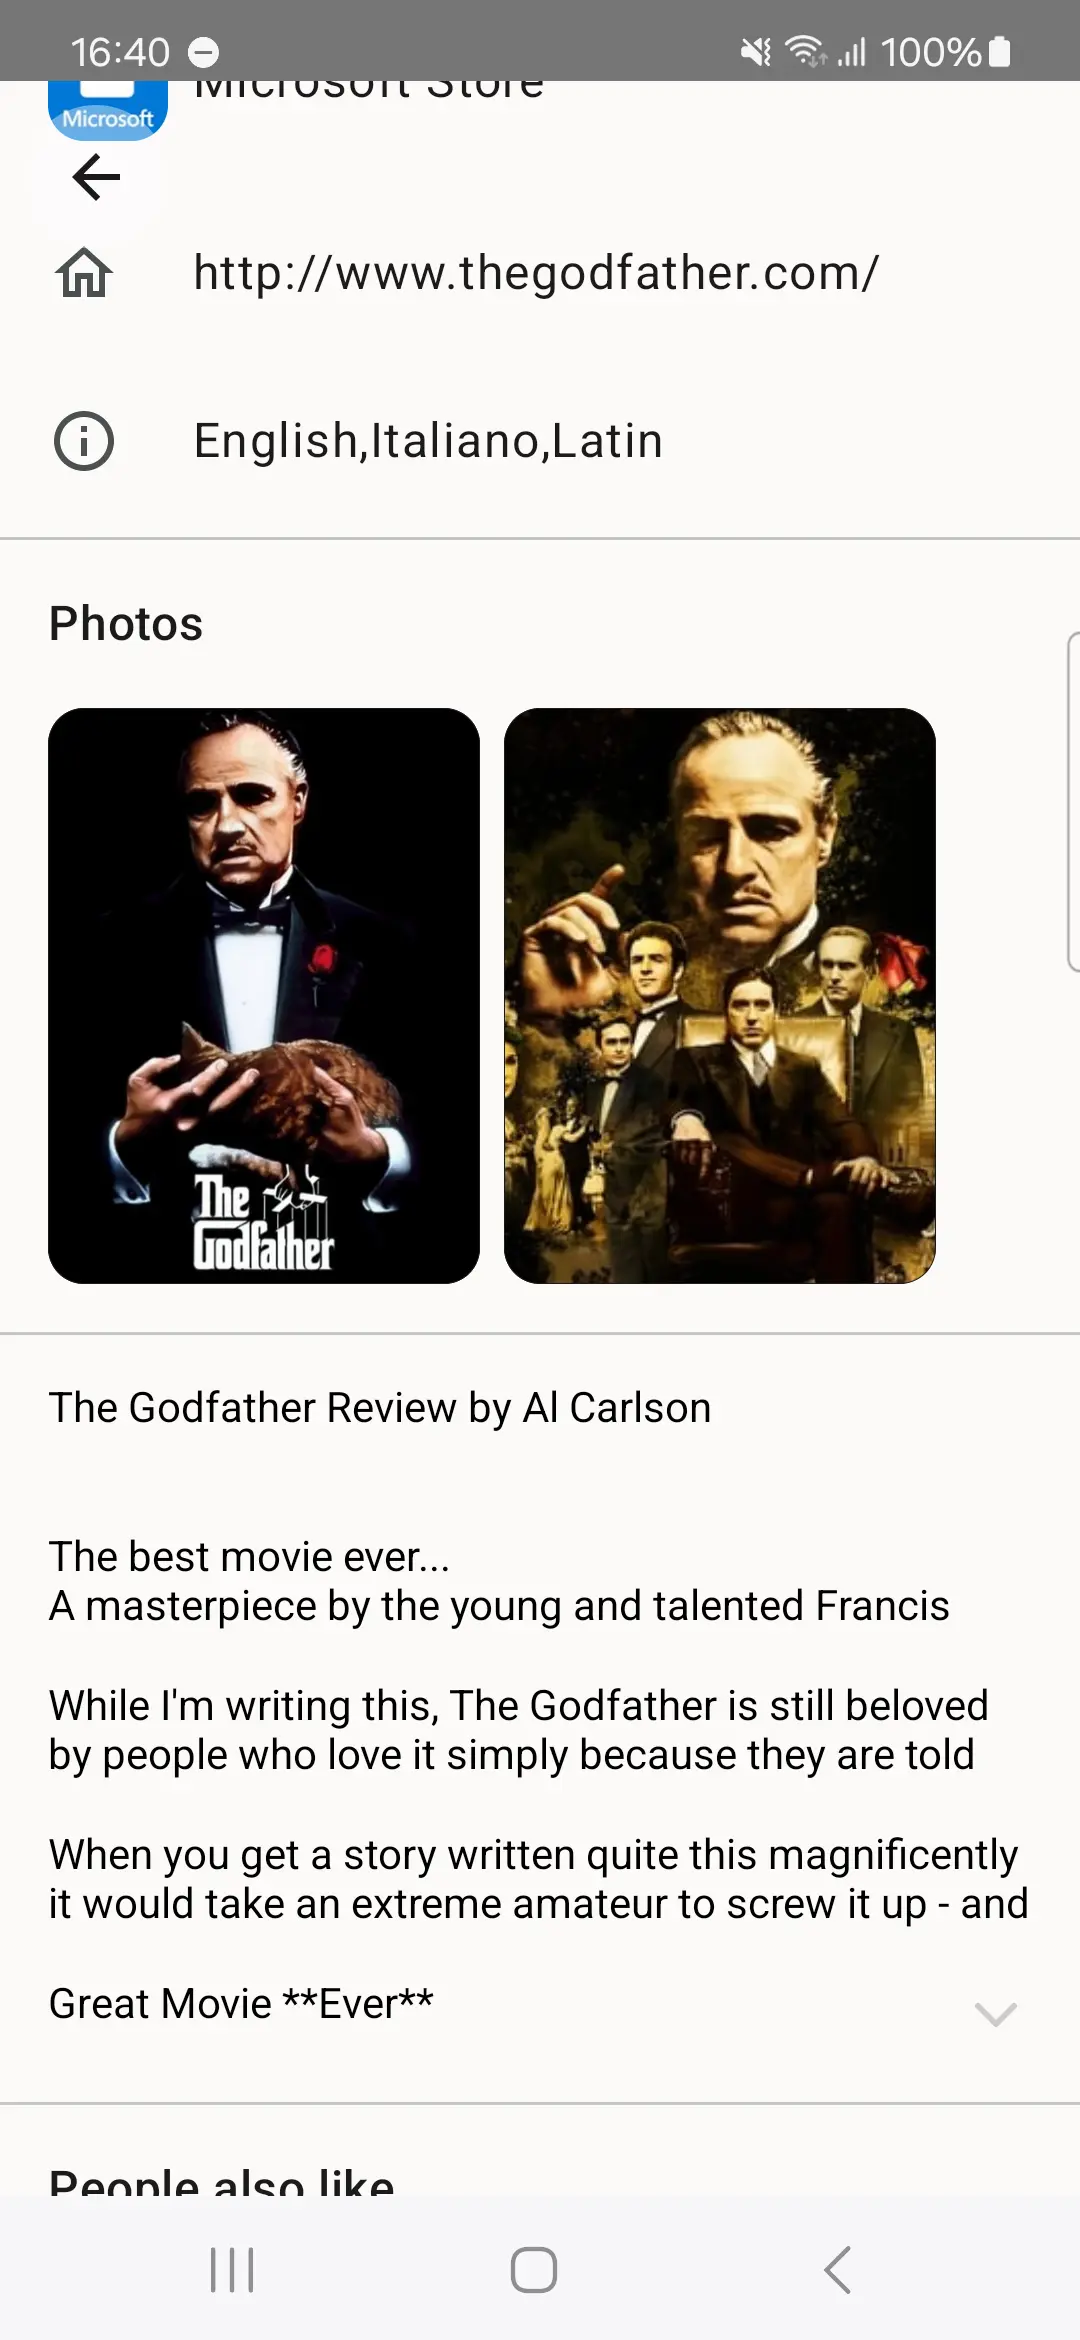 16:40
100%
Microsoft Store
Microsoft
http://www.thegodfather.com/
English,Italiano,Latin
Photos
The
Godfather
The Godfather Review by Al Carlson
The best movie ever...
A masterpiece by the young and talented Francis
While I'm writing this, The Godfather is still beloved
by people who love it simply because they are told
When you get a story written quite this magnificently
it would take an extreme amateur to screw it up - and
Great Movie **Ever**
People also like